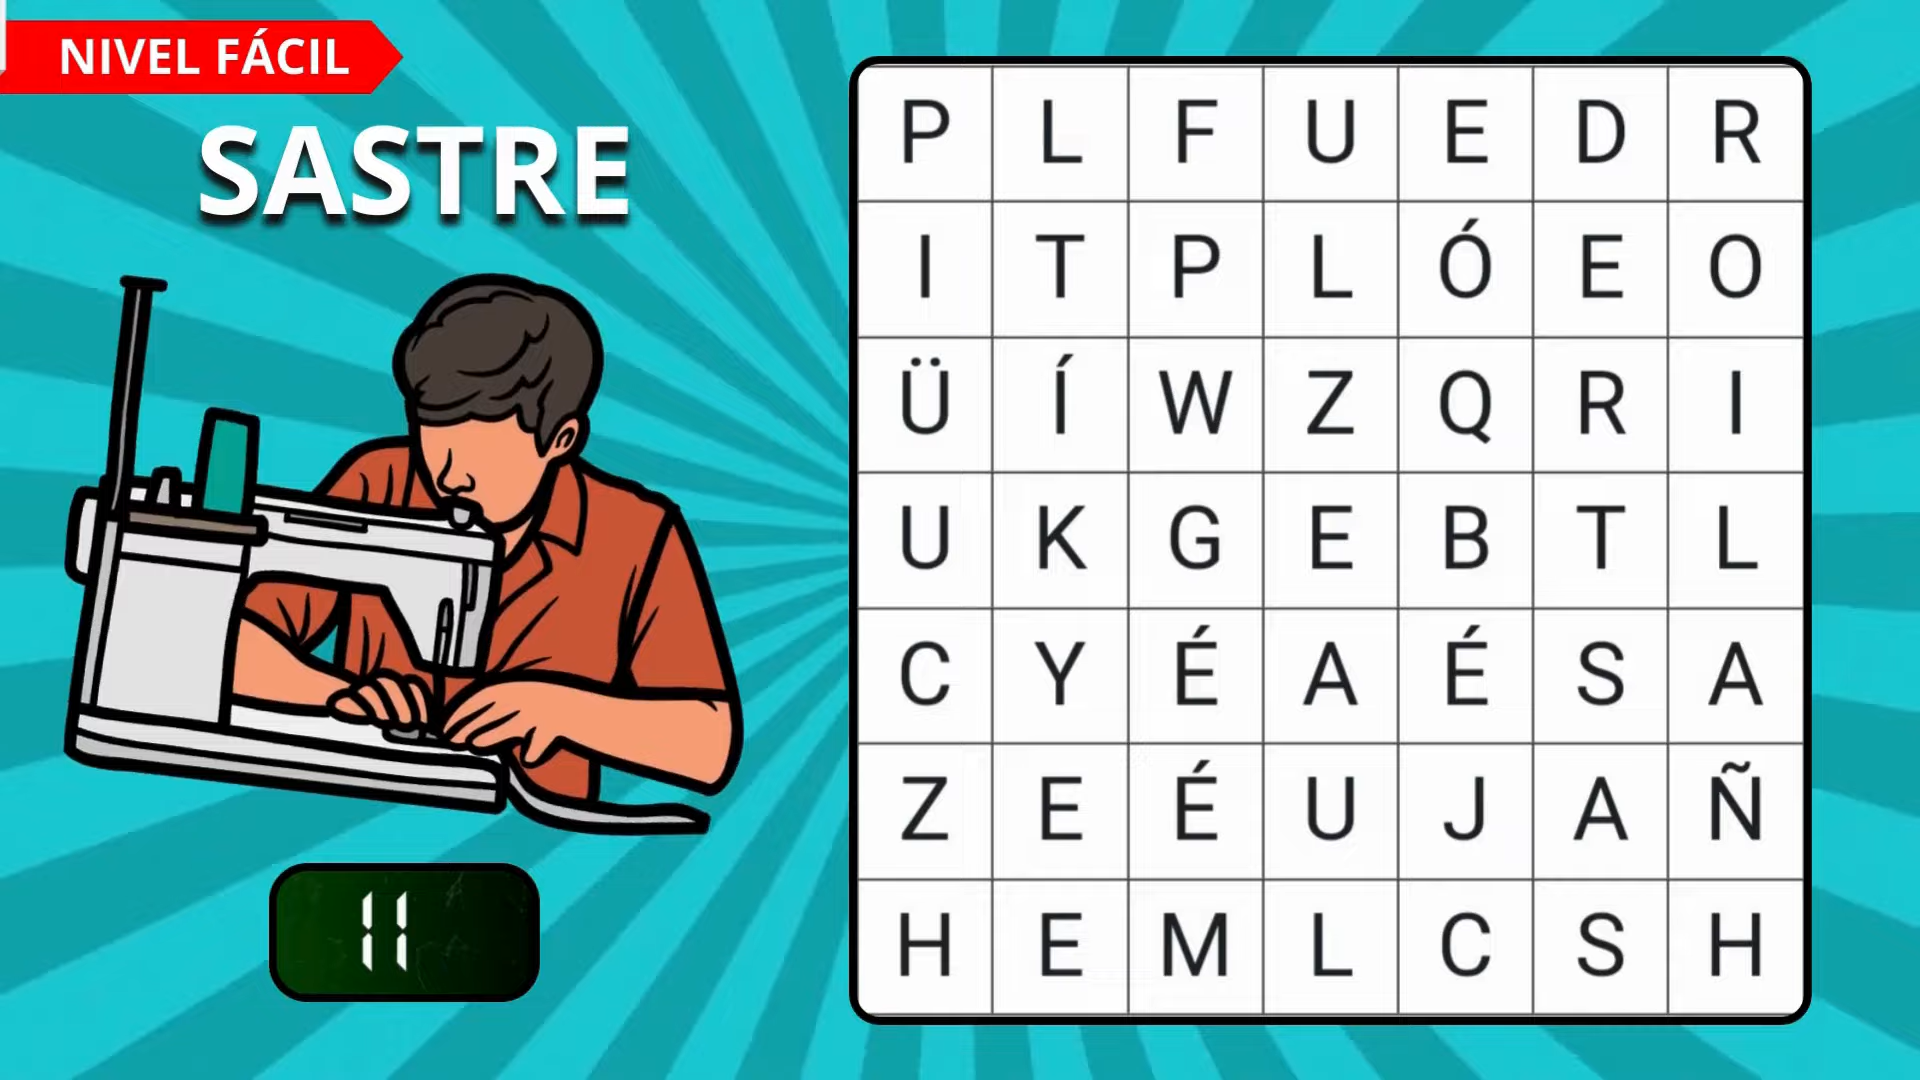 NIVEL FÁCIL
SASTRE
P L F U E D R
I T P L Ó E O
Ü Í W Z Q R I
U K G E B T L
C Y É A É S A
Z E É U J A Ñ
H E M L C S H
11